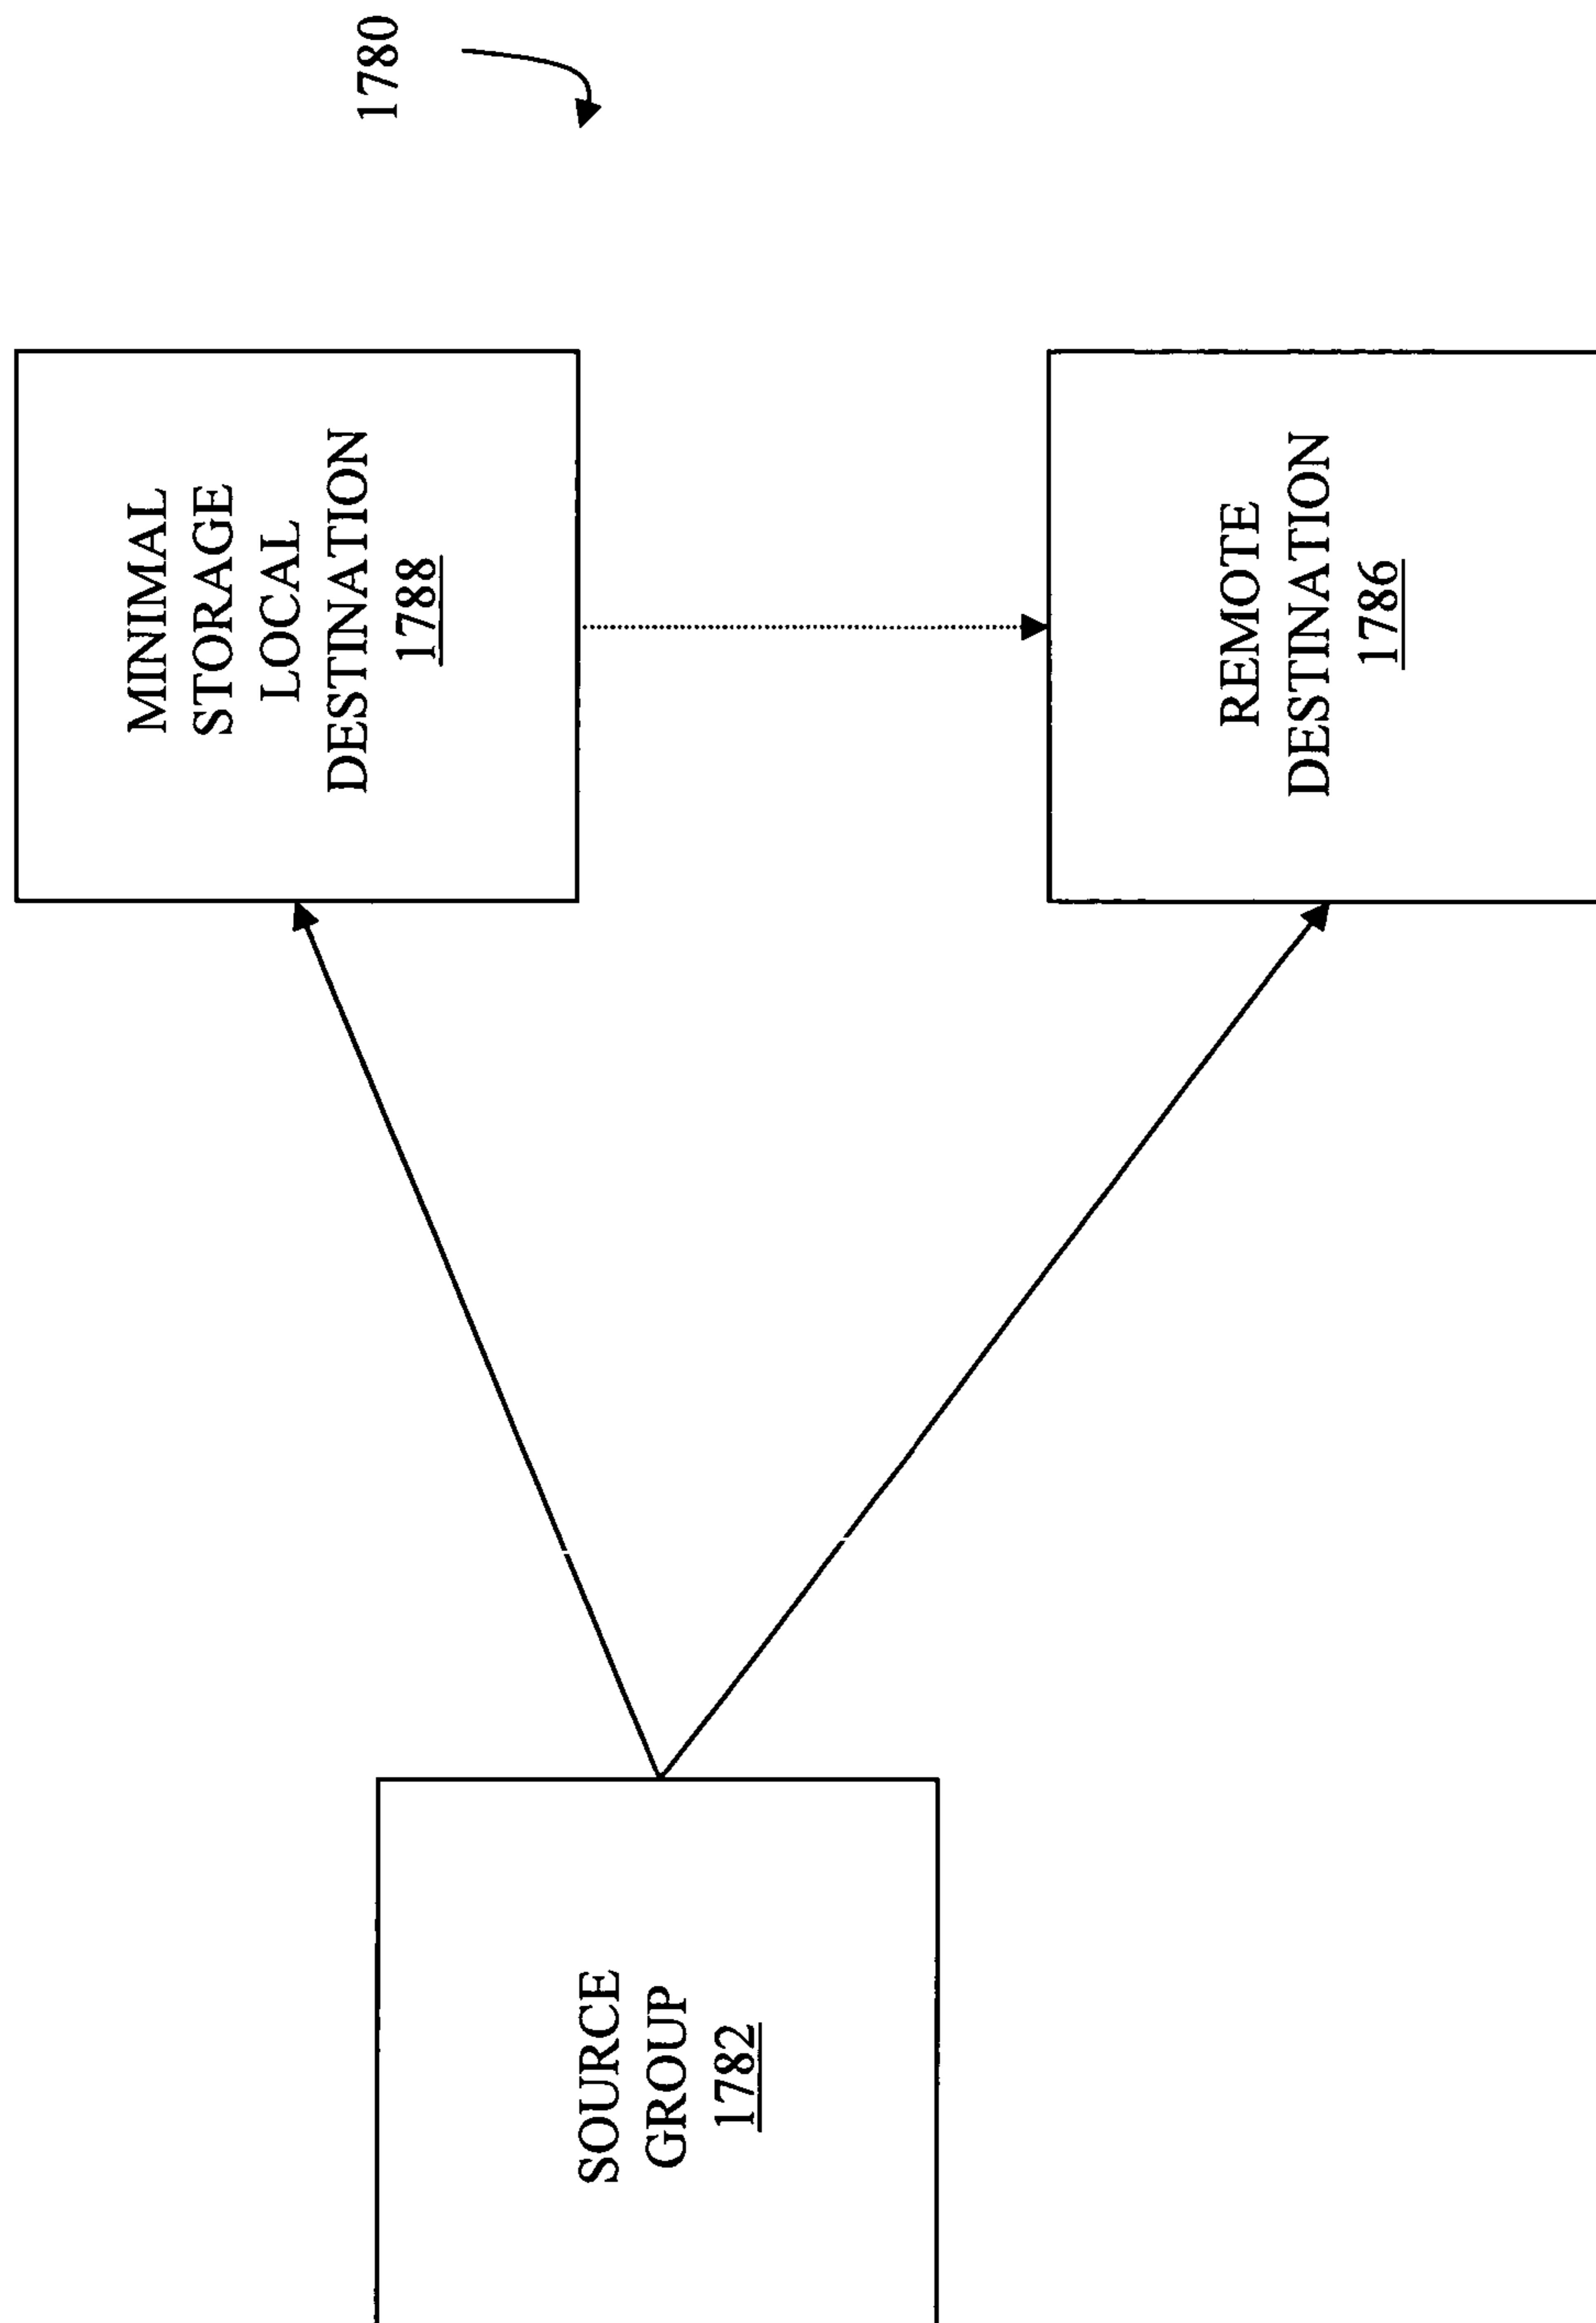 1780
MINIMAL
STORAGE
LOCAL
DESTINATION
1788
REMOTE
DESTINATION
1786
SOURCE
GROUP
1782